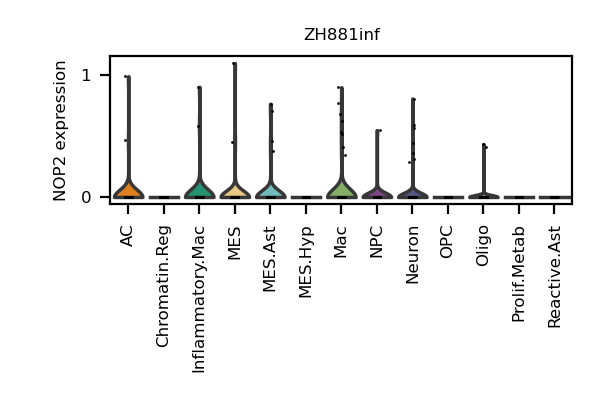 ZH881inf
NOP2 expression
1
0
AC
Chromatin.Reg
Inflammatory.Mac
MES
MES.Ast
MES.Hyp
Mac
NPC
Neuron
OPC
Oligo
Prolif.Metab
Reactive.Ast